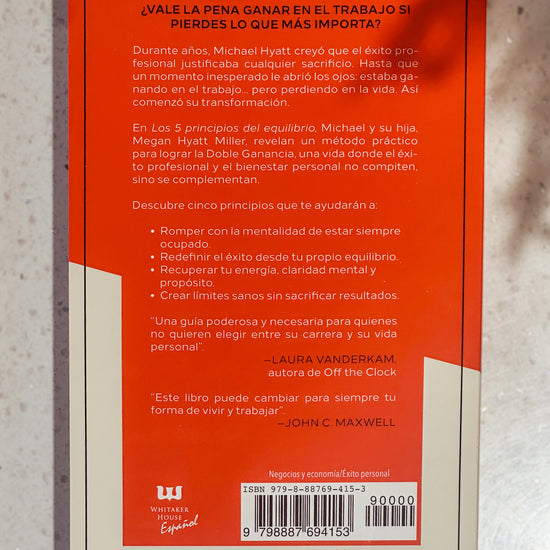 ¿VALE LA PENA GANAR EN EL TRABAJO SI
PIERDES LO QUE MÁS IMPORTA?
Durante años, Michael Hyatt creyó que el éxito pro-
fesional justificaba cualquier sacrificio. Hasta que
un momento inesperado le abrió los ojos: estaba ga-
nando en el trabajo... pero perdiendo en la vida. Así
comenzó su transformación.
En Los 5 principios del equilibrio, Michael y su hija,
Megan Hyatt Miller, revelan un método práctico
para lograr la Doble Ganancia, una vida donde el éxi-
to profesional y el bienestar personal no compiten,
sino se complementan.
Descubre cinco principios que te ayudarán a:
• Romper con la mentalidad de estar siempre
ocupado.
• Redefinir el éxito desde tu propio equilibrio.
• Recuperar tu energía, claridad mental y
propósito.
• Crear límites sanos sin sacrificar resultados.
"Una guía poderosa y necesaria para quienes
no quieren elegir entre su carrera y su vida
personal".
—LAURA VANDERKAM,
autora de Off the Clock
"Este libro puede cambiar para siempre tu
forma de vivir y trabajar".
—JOHN C. MAXWELL
Negocios y economía/Éxito personal
WHITAKER
HOUSE
Español
ISBN 979-8-88769-415-3
90000
9 798887 694153